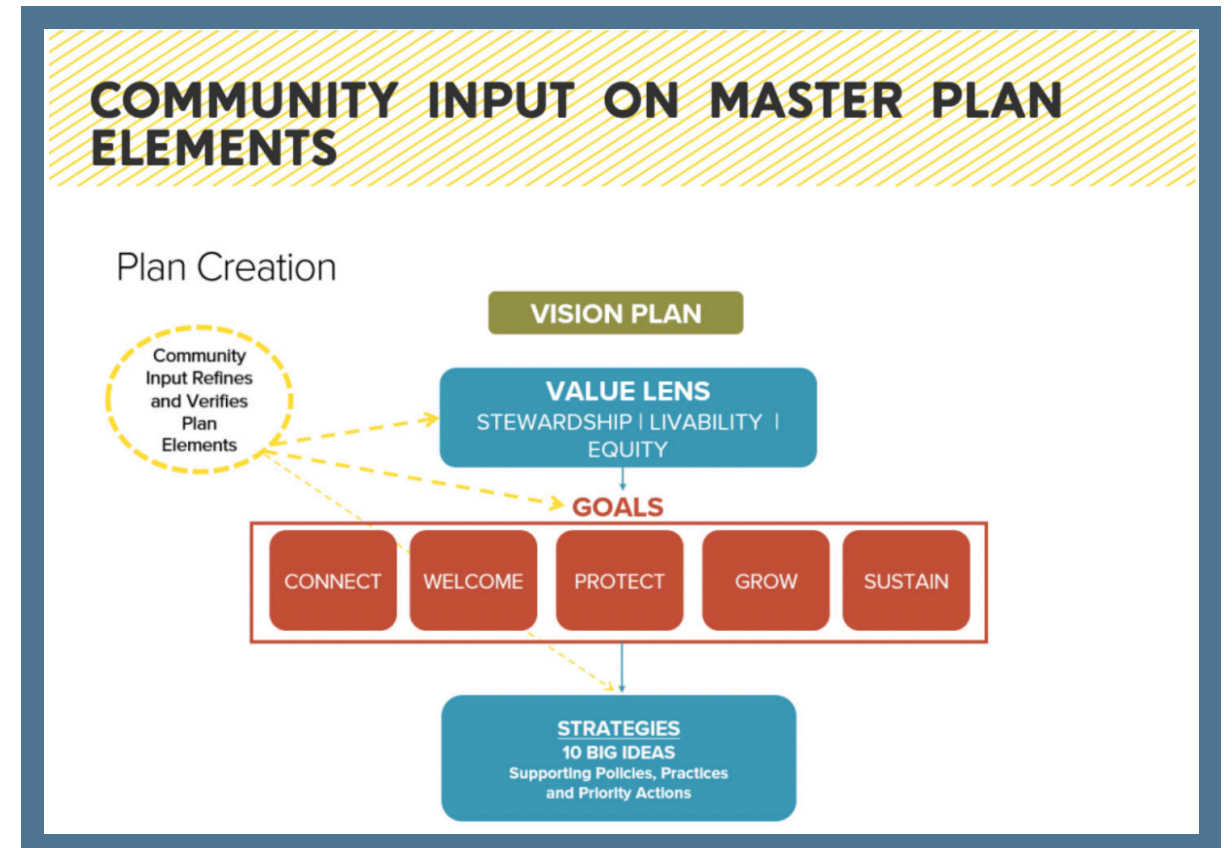 COMMUNITY INPUT ON MASTER PLAN
ELEMENTS
Plan Creation
VISION PLAN
Community
Input Refines
and Verifies
Plan
Elements
VALUE LENS
STEWARDSHIP | LIVABILITY |
EQUITY
GOALS
CONNECT
WELCOME
PROTECT
GROW
SUSTAIN
STRATEGIES
10 BIG IDEAS
Supporting Policies, Practices
and Priority Actions